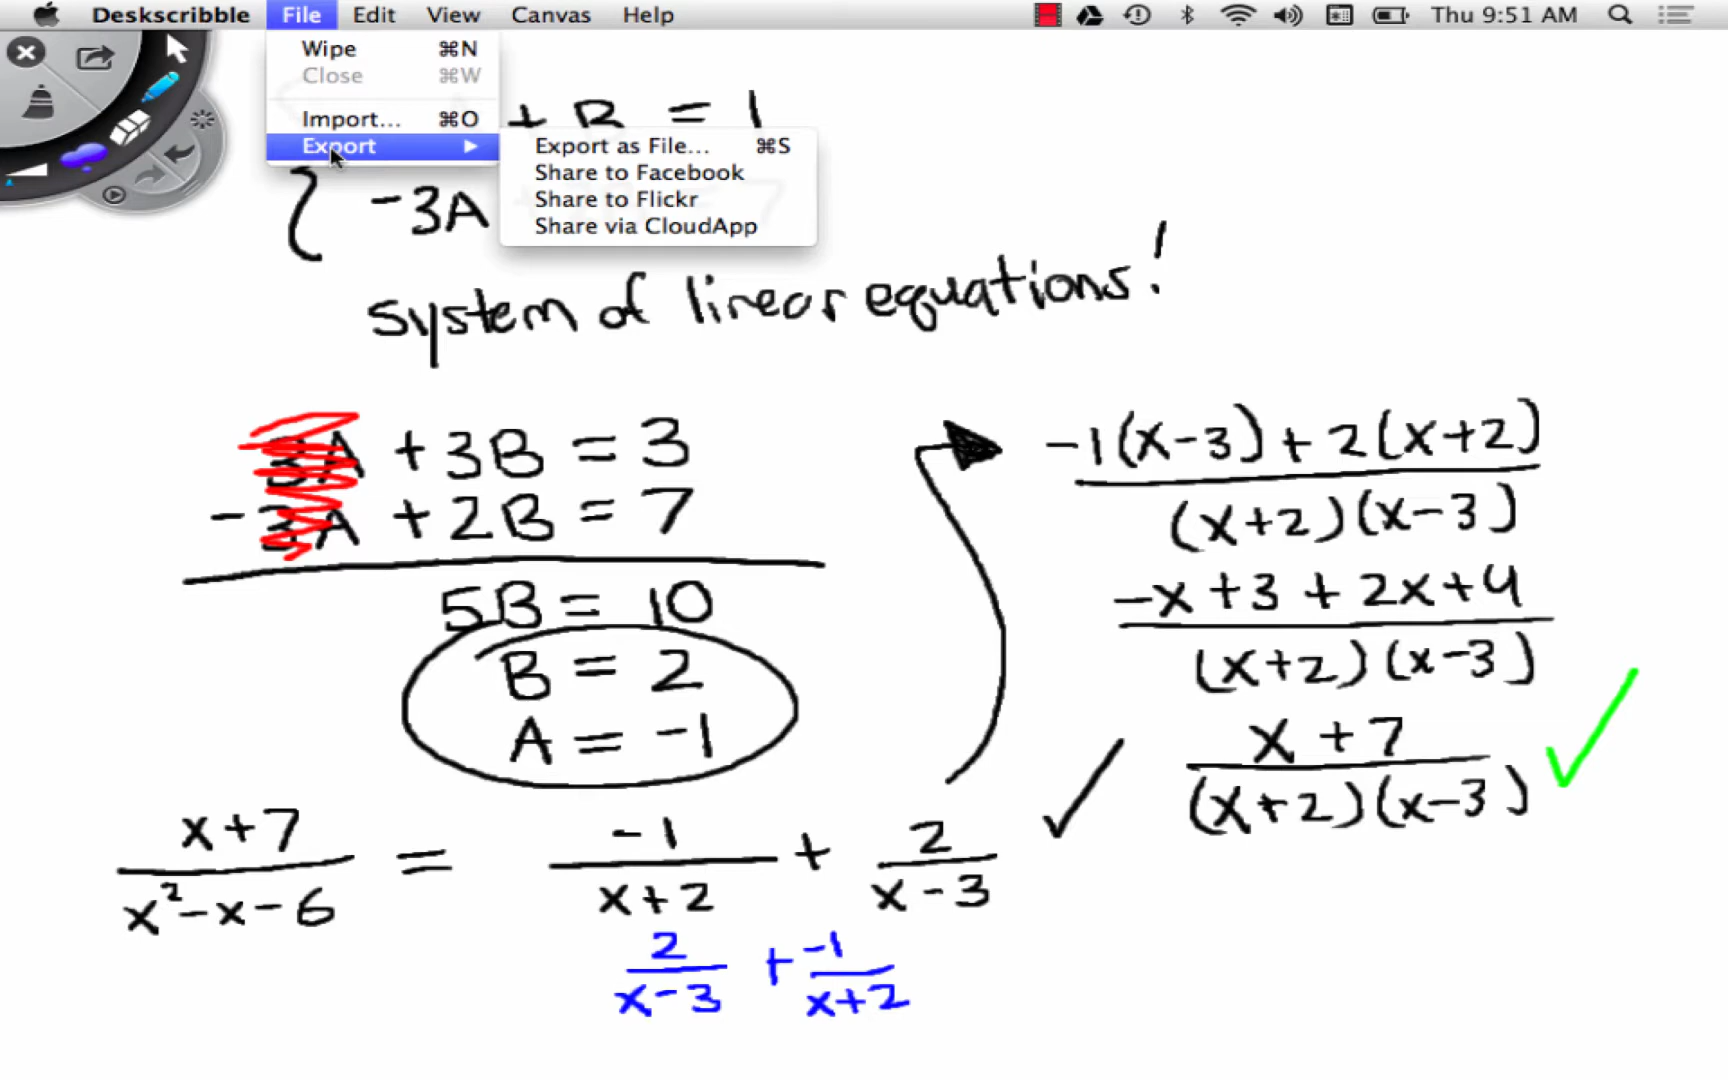 Deskscribble File Edit View Canvas Help Thu 9:51 AM
Wipe ⌘N
Close ⌘W
Import... ⌘O
Export ▶
Export as File... ⌘S
Share to Facebook
Share to Flickr
Share via CloudApp
+ B = 1
-3A 7
system of linear equations!
3A + 3B = 3
-3A + 2B = 7
5B = 10
B = 2
A = -1
x+7 / x²-x-6 = -1 / x+2 + 2 / x-3 ✓
2 / x-3 + -1 / x+2
-1(x-3)+2(x+2)
(x+2)(x-3)
-x+3+2x+4
(x+2)(x-3)
x+7
(x+2)(x-3) ✓